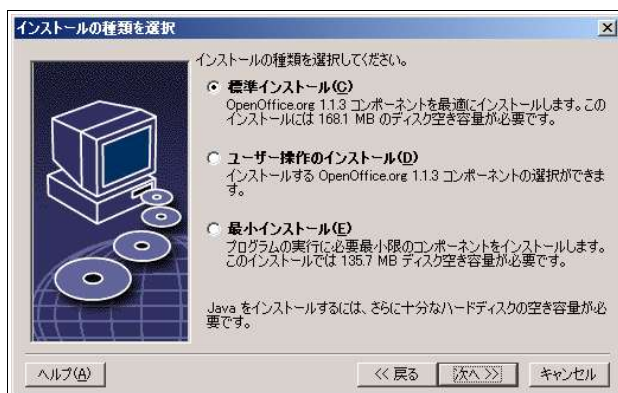 インストールの種類を選択
インストールの種類を選択してください。
標準インストール(C)
OpenOffice.org 1.1.3 コンポーネントを最適にインストールします。この
インストールには 168.1 MB のディスク空き容量が必要です。
ユーザー操作のインストール(D)
インストールする OpenOffice.org 1.1.3 コンポーネントの選択ができま
す。
最小インストール(E)
プログラムの実行に必要最小限のコンポーネントをインストールします。
このインストールでは 135.7 MB ディスク空き容量が必要です。
Java をインストールするには、さらに十分なハードディスクの空き容量が必
要です。
ヘルプ(A)
<< 戻る
次へ >>
キャンセル